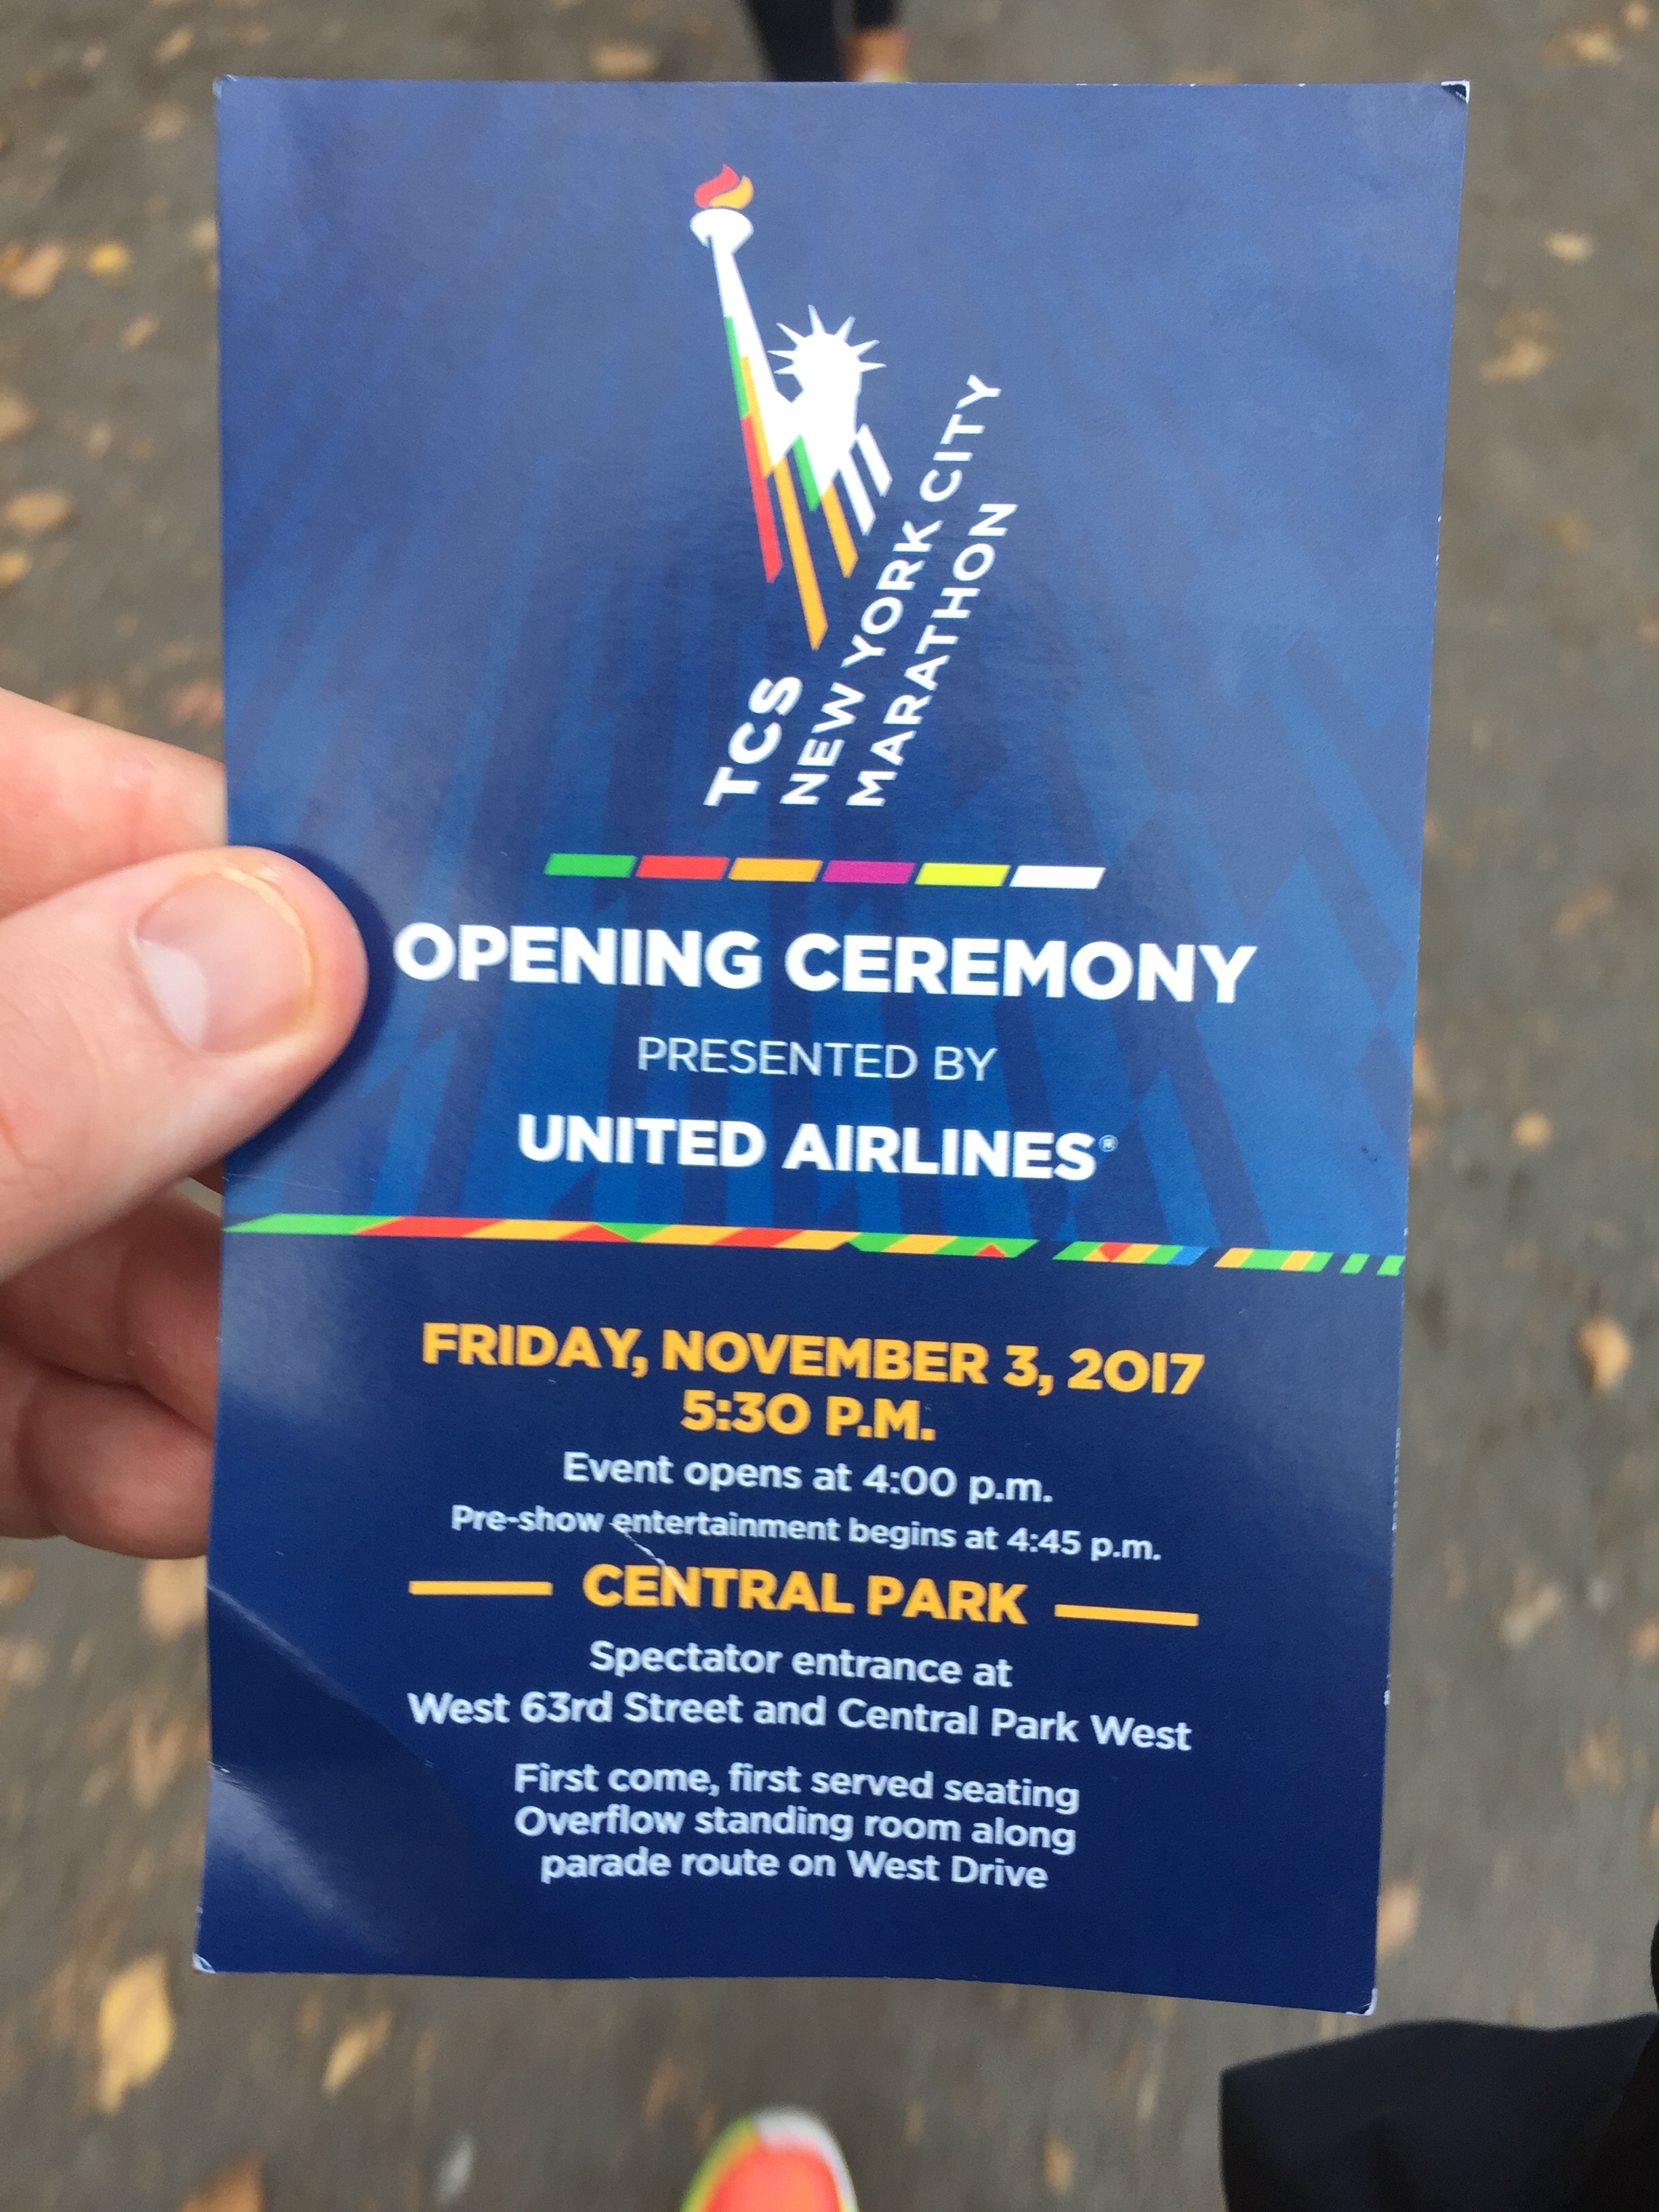 TCS
NEW YORK CITY
MARATHON
OPENING CEREMONY
PRESENTED BY
UNITED AIRLINES®
FRIDAY, NOVEMBER 3, 2017
5:30 P.M.
Event opens at 4:00 p.m.
Pre-show entertainment begins at 4:45 p.m.
CENTRAL PARK
Spectator entrance at
West 63rd Street and Central Park West
First come, first served seating
Overflow standing room along
parade route on West Drive